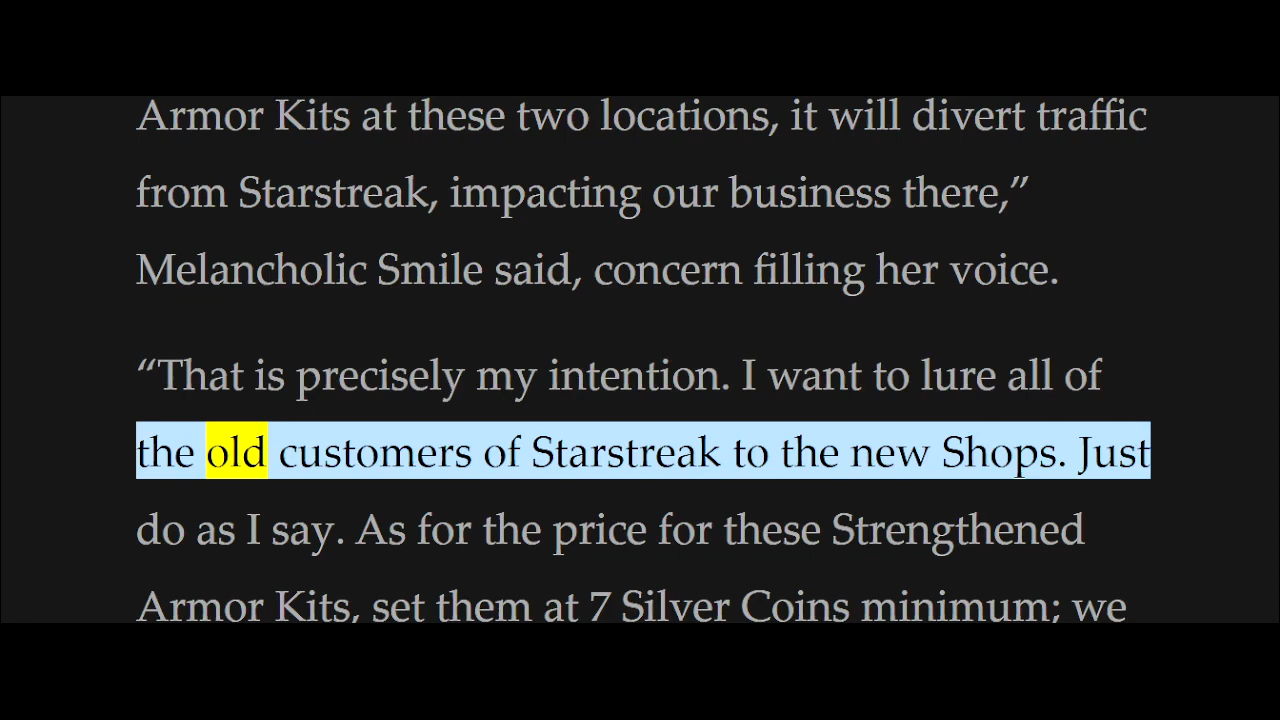 Armor Kits at these two locations, it will divert traffic
from Starstreak, impacting our business there,”
Melancholic Smile said, concern filling her voice.
“That is precisely my intention. I want to lure all of
the old customers of Starstreak to the new Shops. Just
do as I say. As for the price for these Strengthened
Armor Kits, set them at 7 Silver Coins minimum; we